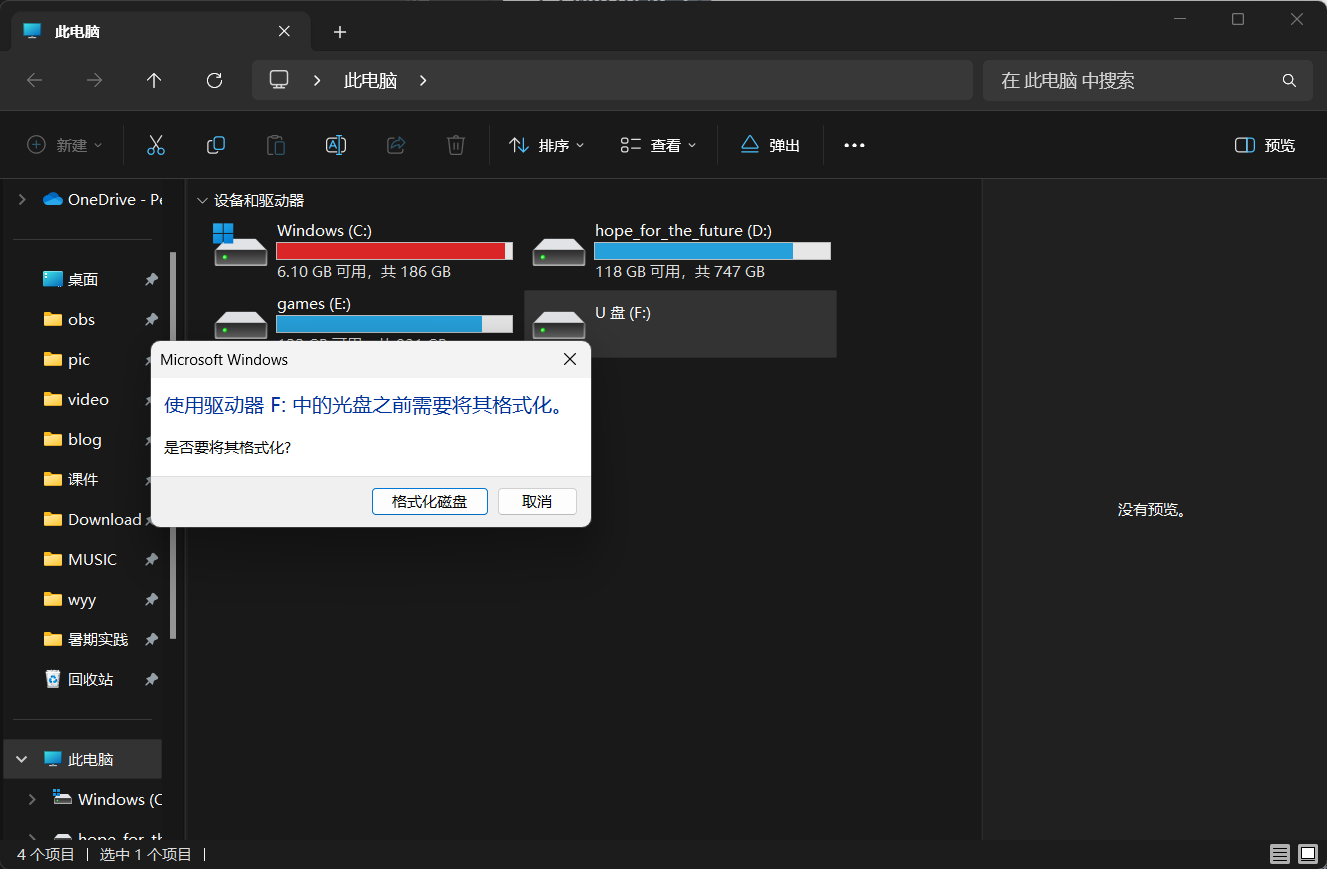 此电脑
此电脑
在 此电脑 中搜索
新建
排序
查看
弹出
预览
OneDrive - Pe
桌面
obs
pic
video
blog
课件
Download
MUSIC
wyy
暑期实践
回收站
此电脑
Windows (C
hope_for_th
设备和驱动器
Windows (C:)
6.10 GB 可用，共 186 GB
hope_for_the_future (D:)
118 GB 可用，共 747 GB
games (E:)
U 盘 (F:)
Microsoft Windows
使用驱动器 F: 中的光盘之前需要将其格式化。
是否要将其格式化?
格式化磁盘
取消
没有预览。
4 个项目
选中 1 个项目